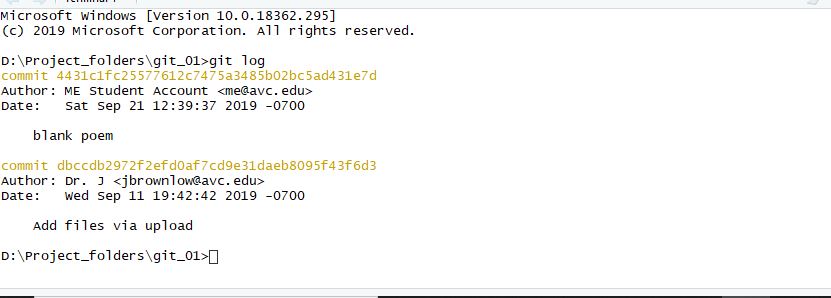 Microsoft Windows [Version 10.0.18362.295]
(c) 2019 Microsoft Corporation. All rights reserved.
D:\Project_folders\git_01>git log
commit 4431c1fc25577612c7475a3485b02bc5ad431e7d
Author: ME Student Account <me@avc.edu>
Date:   Sat Sep 21 12:39:37 2019 -0700
    blank poem
commit dbccdb2972f2efd0af7cd9e31daeb8095f43f6d3
Author: Dr. J <jbrownlow@avc.edu>
Date:   Wed Sep 11 19:42:42 2019 -0700
    Add files via upload
D:\Project_folders\git_01>